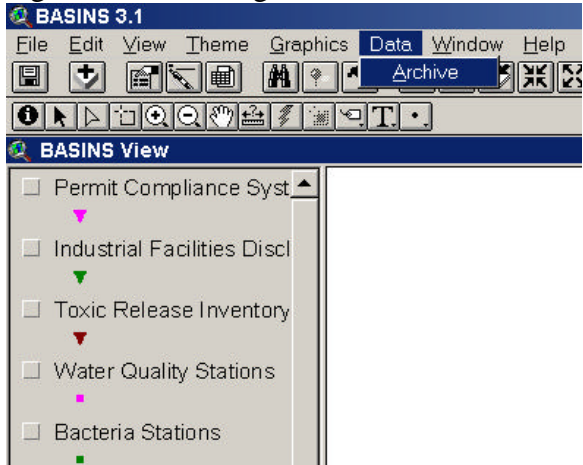 BASINS 3.1
File Edit View Theme Graphics Data Window Help
Archive
BASINS View
Permit Compliance Syst
Industrial Facilities Discl
Toxic Release Inventory
Water Quality Stations
Bacteria Stations